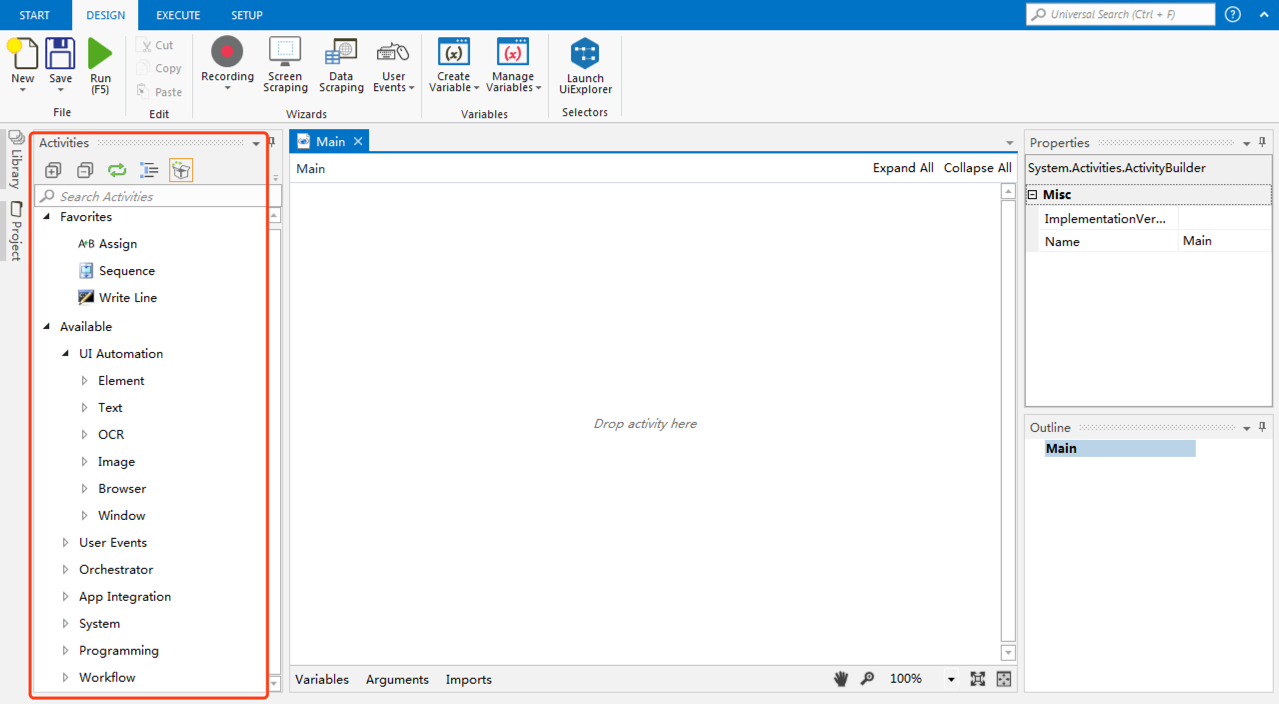 START DESIGN EXECUTE SETUP Universal Search (Ctrl + F)
New Save Run (F5)
File
Cut
Copy
Paste
Edit
Recording Screen Scraping Data Scraping User Events
Wizards
Create Variable Manage Variables
Variables
Launch UiExplorer
Selectors
Library
Project
Activities
Search Activities
Favorites
A+B Assign
Sequence
Write Line
Available
UI Automation
Element
Text
OCR
Image
Browser
Window
User Events
Orchestrator
App Integration
System
Programming
Workflow
Main
Main Expand All Collapse All
Drop activity here
Variables Arguments Imports 100%
Properties
System.Activities.ActivityBuilder
Misc
ImplementationVer...
Name Main
Outline
Main